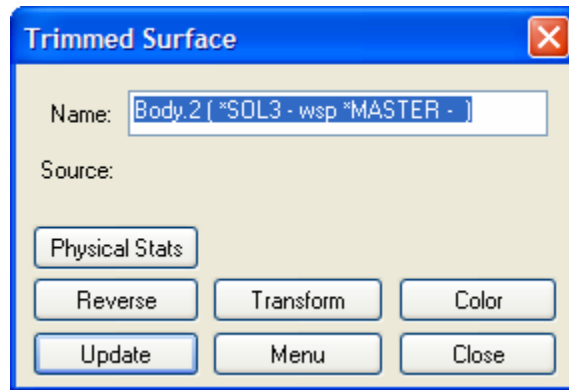 Trimmed Surface
Name: Body.2 ( *SOL3 - wsp *MASTER -  )
Source:
Physical Stats
Reverse Transform Color
Update Menu Close